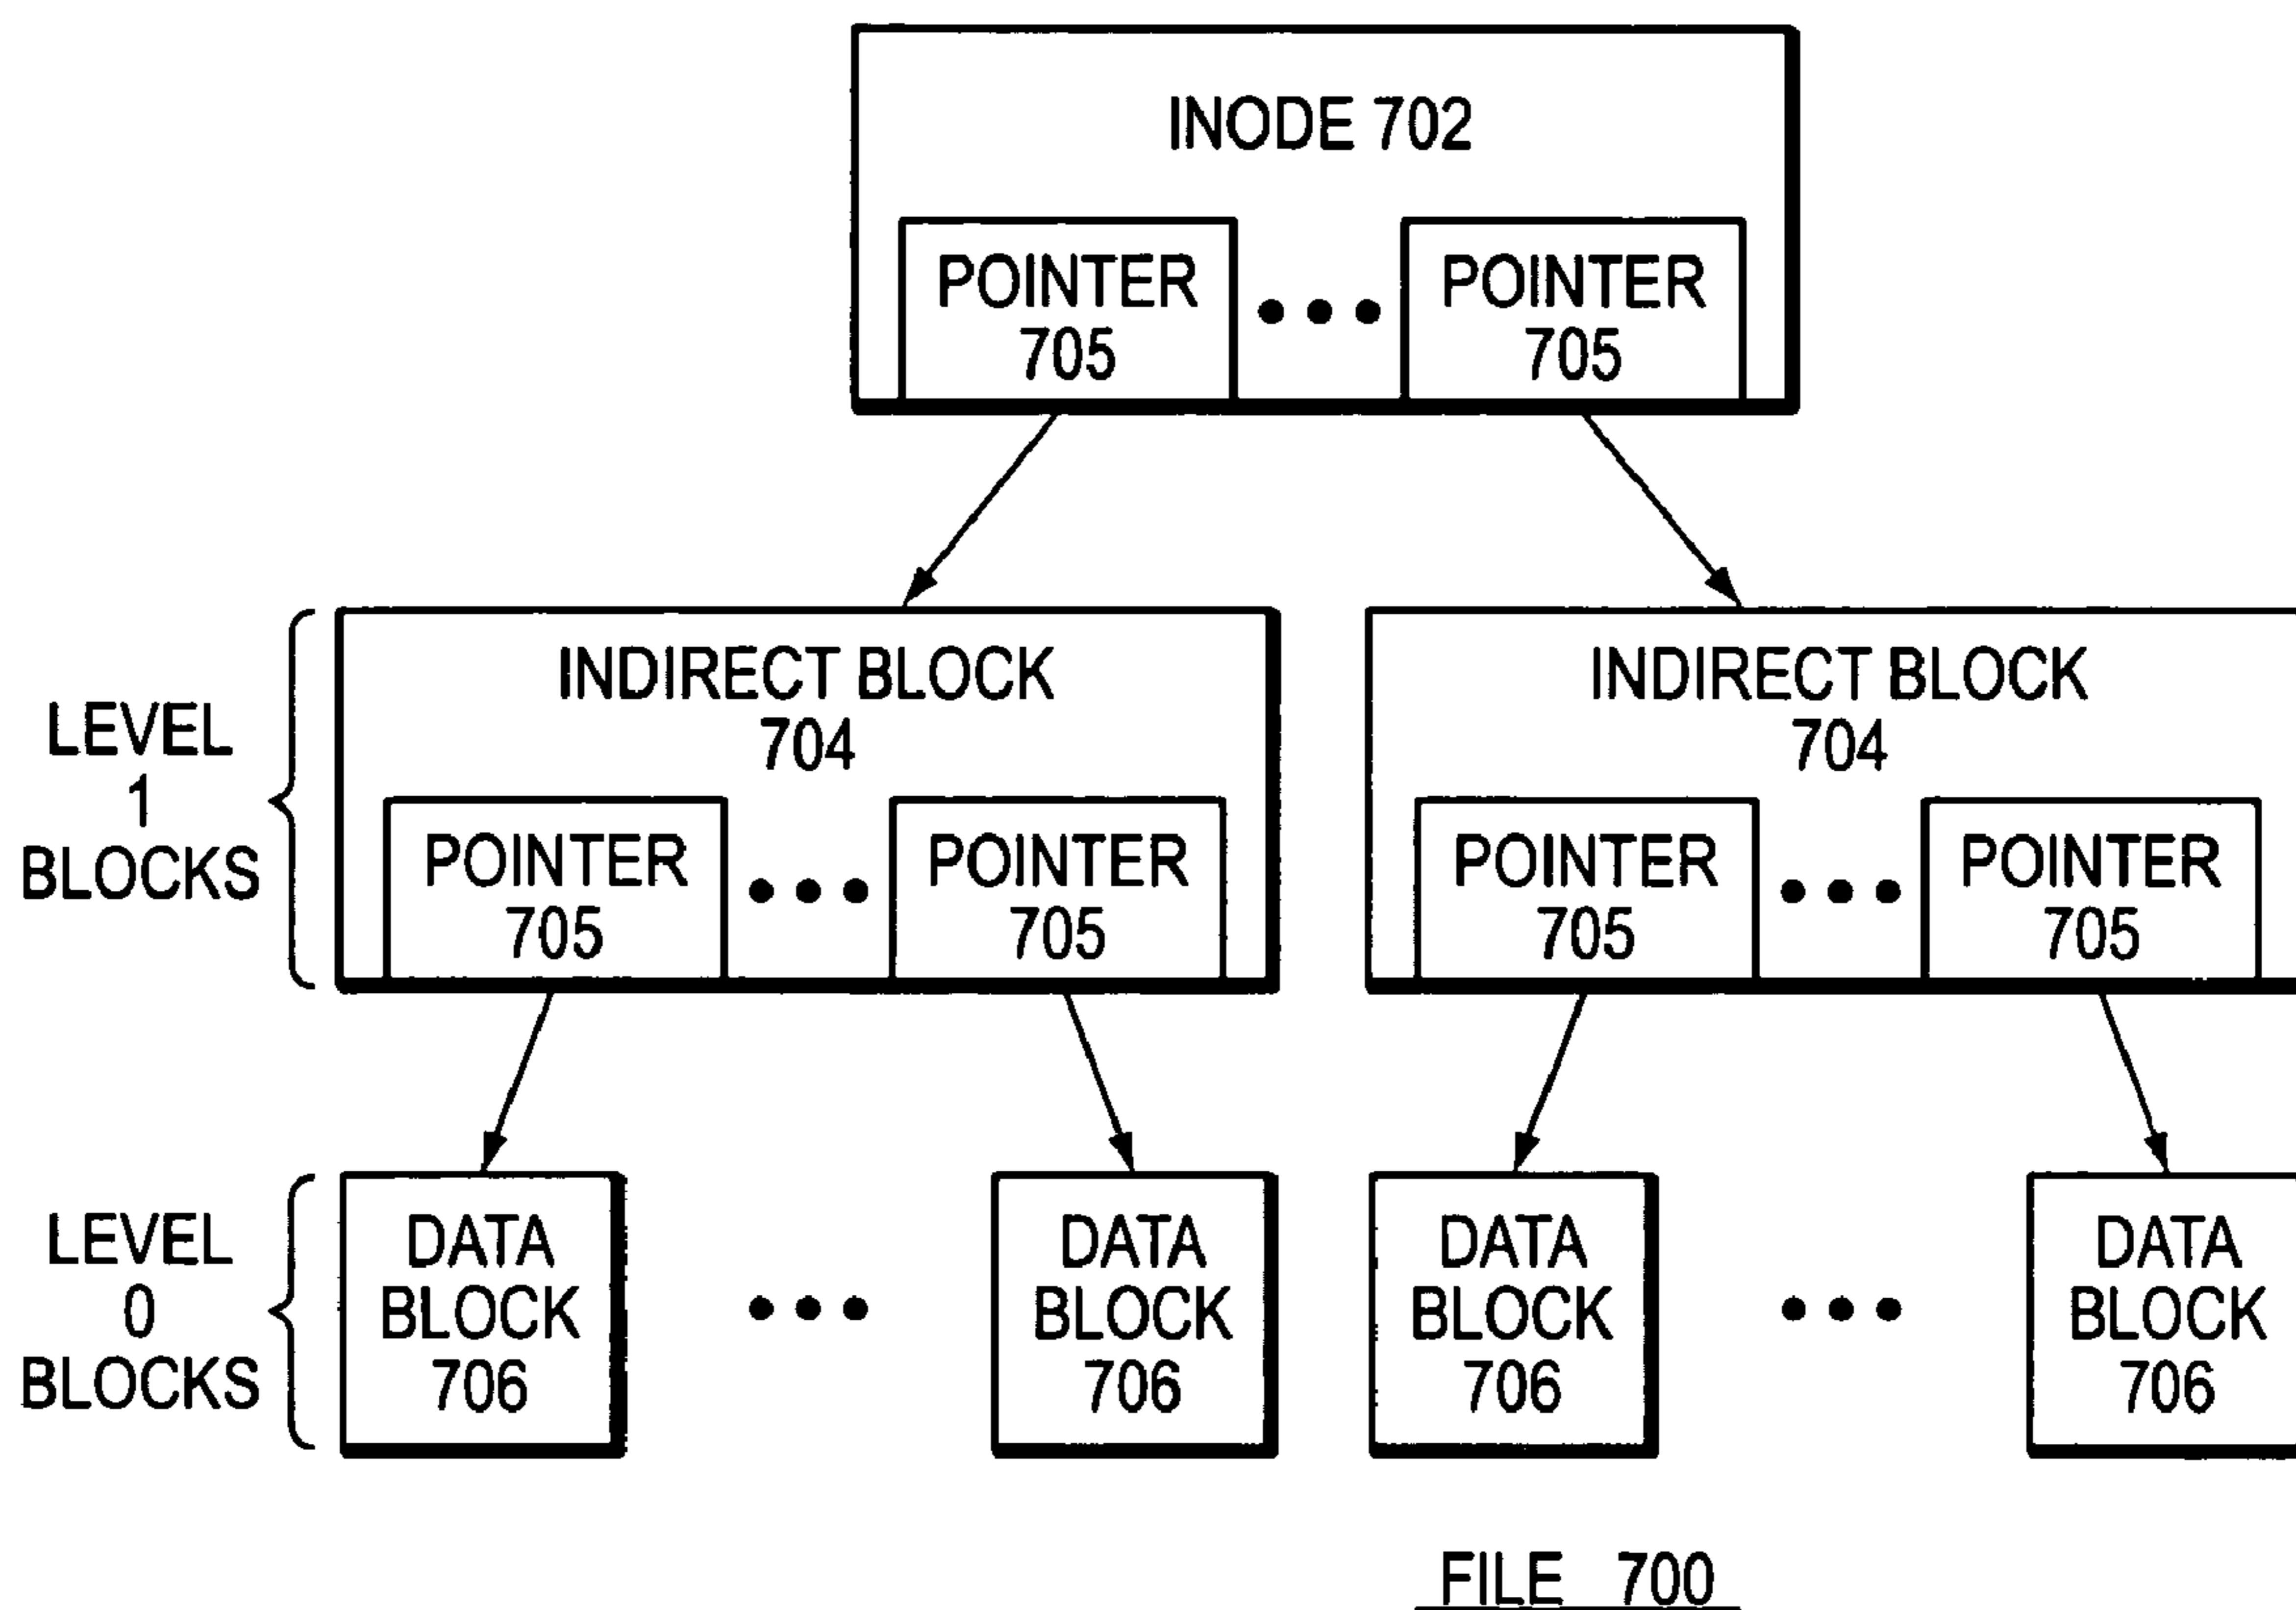 INODE 702
POINTER
705
POINTER
705
LEVEL
1
BLOCKS
INDIRECT BLOCK
704
POINTER
705
POINTER
705
INDIRECT BLOCK
704
POINTER
705
POINTER
705
LEVEL
0
BLOCKS
DATA
BLOCK
706
DATA
BLOCK
706
DATA
BLOCK
706
DATA
BLOCK
706
FILE 700